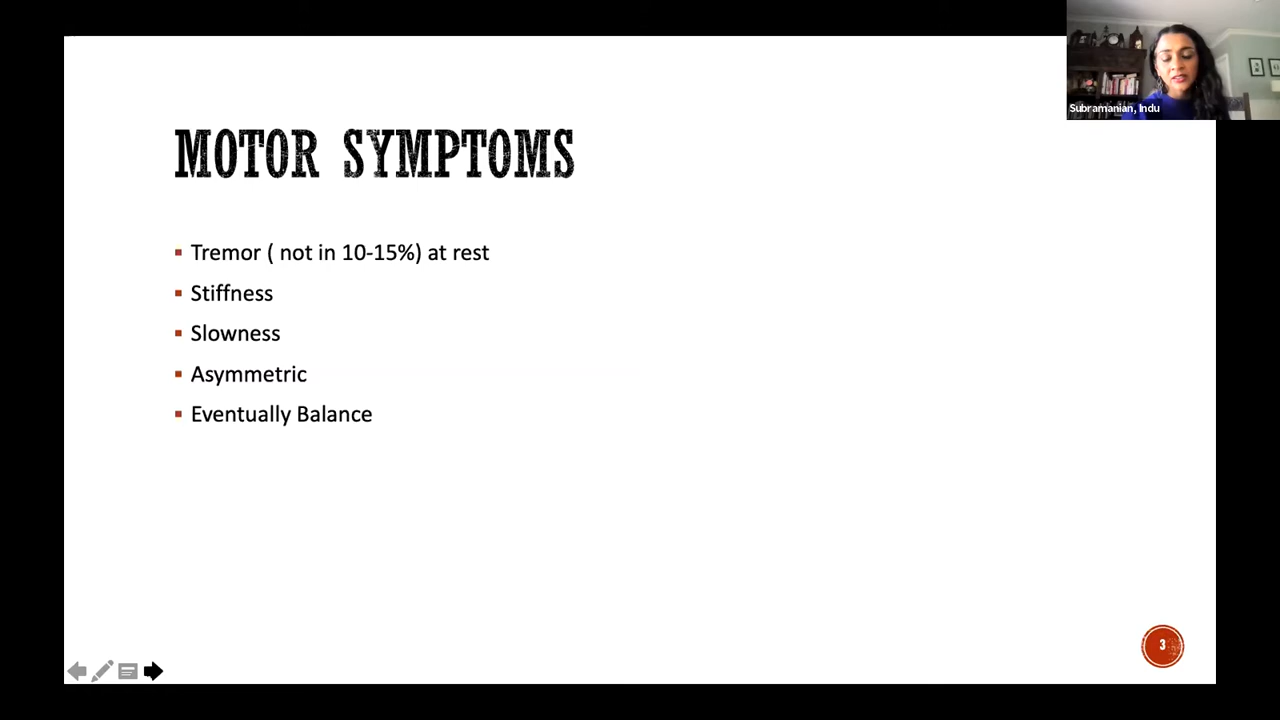 Subramanian, Indu
MOTOR SYMPTOMS
Tremor ( not in 10-15%) at rest
Stiffness
Slowness
Asymmetric
Eventually Balance
3